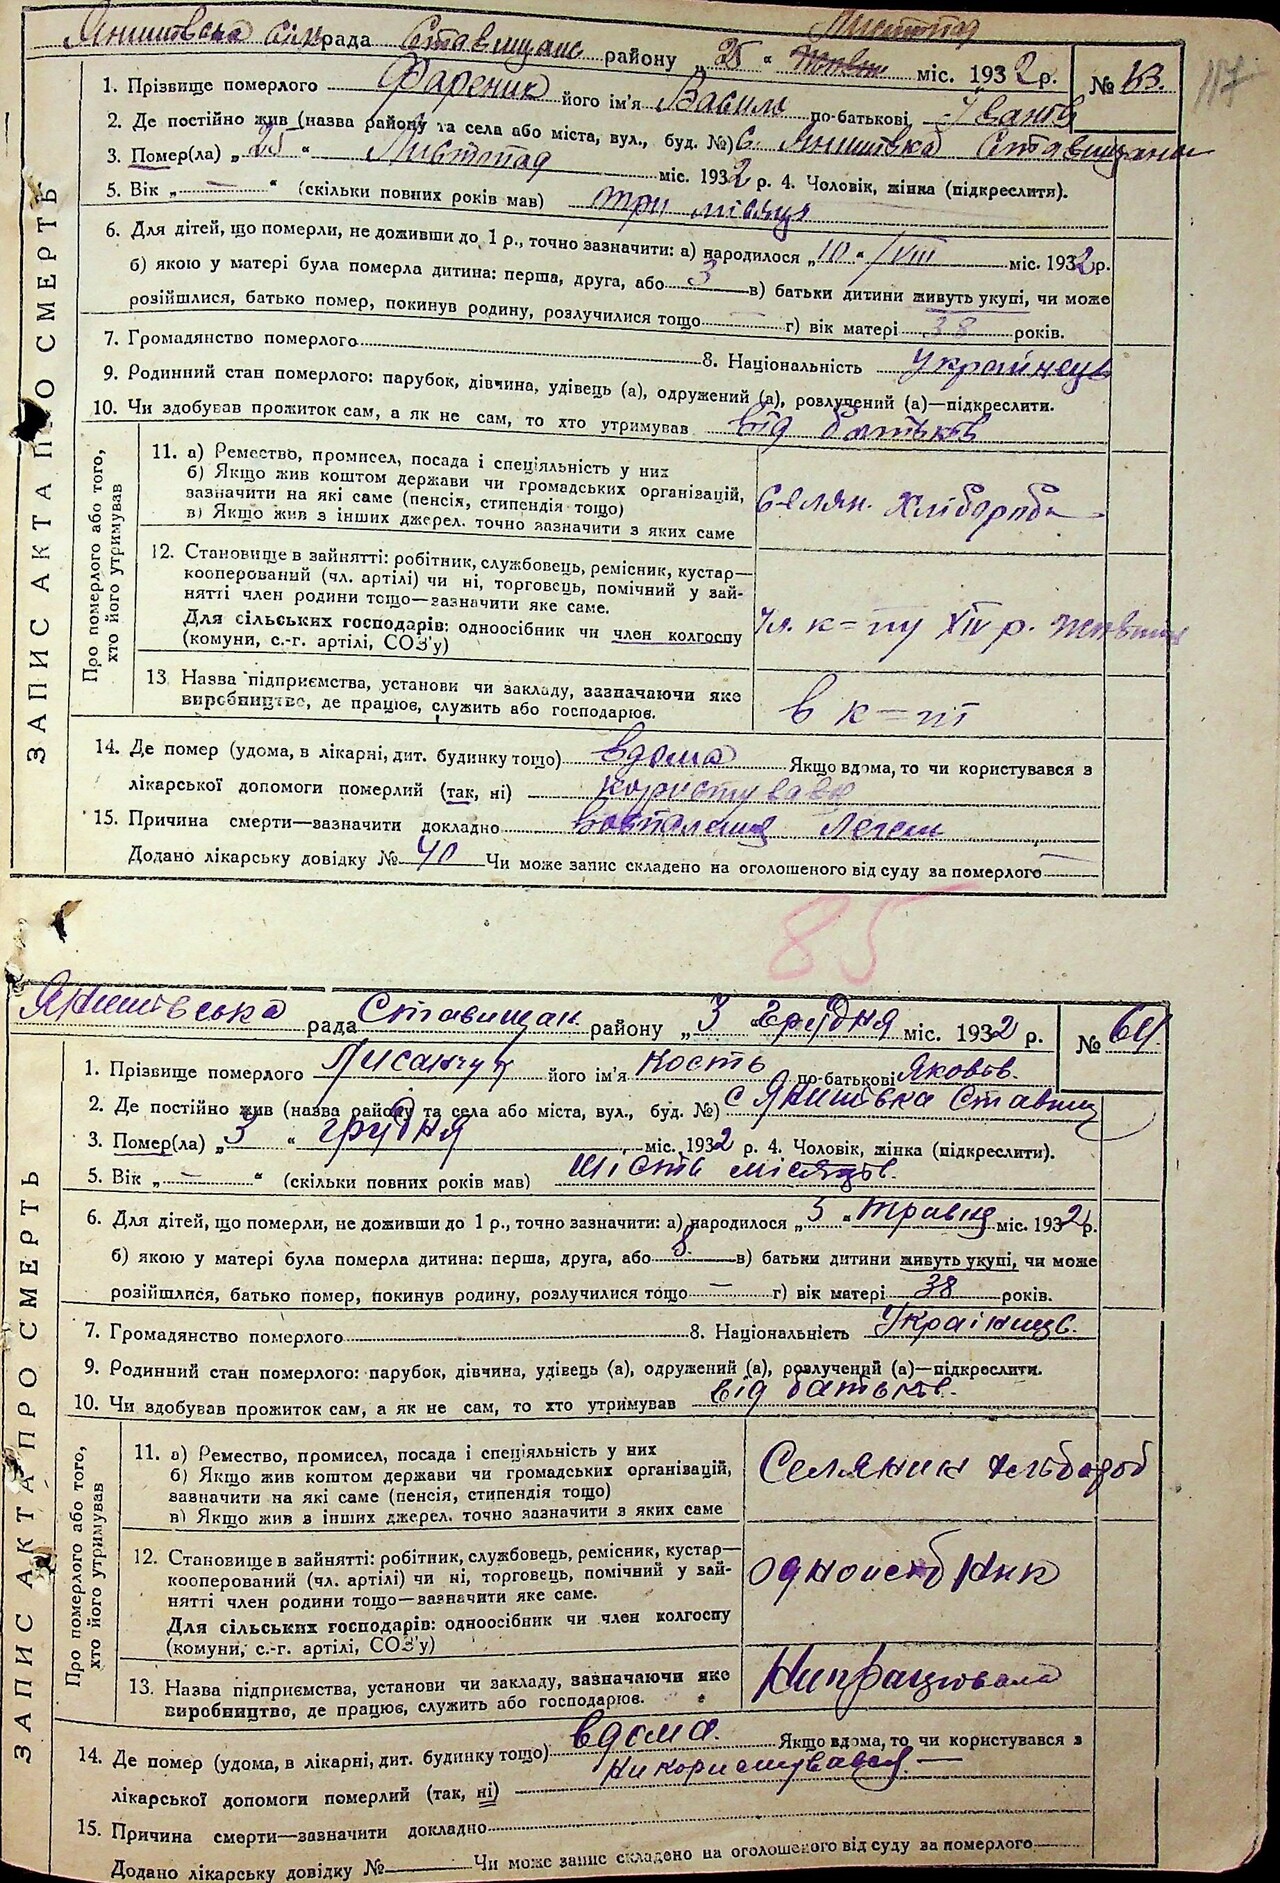 Янишівська сільрада Ставищанс району „25“ Жовтн Листопад міс. 1932 р.
№ 63.
117
ЗАПИС АКТА ПРО СМЕРТЬ
1. Прізвище померлого Фареник його ім'я Василь по-батькові Іванів
2. Де постійно жив (назва району та села або міста, вул., буд. №) С. Янишівка Ставищани
3. Помер(ла) „25“ Листопад міс. 1932 р. 4. Чоловік, жінка (підкреслити).
5. Вік „—“ (скільки повних років мав) три місяця
6. Для дітей, що померли, не доживши до 1 р., точно зазначити: а) народилося „10“ /VIII міс. 1932 р.
б) якою у матері була померла дитина: перша, друга, або 3 в) батьки дитини живуть укупі, чи може
розійшлися, батько помер, покинув родину, розлучилися тощо — г) вік матері 38 років.
7. Громадянство померлого 8. Національність Українець
9. Родинний стан померлого: парубок, дівчина, удівець (а), одружений (а), розлучений (а)—підкреслити.
10. Чи здобував прожиток сам, а як не сам, то хто утримував від батьків
Про померлого або того, хто його утримував
11. а) Ремество, промисел, посада і спеціяльність у них
б) Якщо жив коштом держави чи громадських організацій,
зазначити на які саме (пенсія, стипендія тощо)
в) Якщо жив з інших джерел. точно зазначити з яких саме
Селян. Хлібороба
12. Становище в зайнятті: робітник, службовець, ремісник, кустар—
кооперований (чл. артілі) чи ні, торговець, помічний у зай-
нятті член родини тощо—зазначити яке саме.
Для сільських господарів: одноосібник чи член колгоспу
(комуни, с.-г. артілі, СОЗ'у)
Чл. к=пу XIV р. Жовтня
13. Назва підприємства, установи чи закладу, зазначаючи яке
виробництво, де працює, служить або господарює.
в к=пі
14. Де помер (удома, в лікарні, дит. будинку тощо) вдома Якщо вдома, то чи користувався з
лікарської допомоги померлий (так, ні) користувавс
15. Причина смерти—зазначити докладно Воспаления Легень
Додано лікарську довідку № 40 Чи може запис складено на оголошеного від суду за померлого —
85
Янишівська рада Ставищан. району „3 Грудня міс. 1932 р.
№ 64.
ЗАПИС АКТА ПРО СМЕРТЬ
1. Прізвище померлого Лисанчук його ім'я Кость по-батькові Яковів.
2. Де постійно жив (назва району та села або міста, вул., буд. №) с Янишівка Ставищ
3. Помер(ла) „3“ грудня міс. 1932 р. 4. Чоловік, жінка (підкреслити).
5. Вік „—“ (скільки повних років мав) шість місяців.
6. Для дітей, що померли, не доживши до 1 р., точно зазначити: а) народилося „5“ травня міс. 1932 р.
б) якою у матері була померла дитина: перша, друга, або 8. в) батьки дитини живуть укупі, чи може
розійшлися, батько помер, покинув родину, розлучилися тощо — г) вік матері 38 років.
7. Громадянство померлого 8. Національність Українець.
9. Родинний стан померлого: парубок, дівчина, удівець (а), одружений (а), розлучений (а)—підкреслити.
10. Чи здобував прожиток сам, а як не сам, то хто утримував від батьків.
Про померлого або того, хто його утримував
11. а) Ремество, промисел, посада і спеціяльність у них
б) Якщо жив коштом держави чи громадських організацій,
зазначити на які саме (пенсія, стипендія тощо)
в) Якщо жив з інших джерел. точно зазначити з яких саме
Селянин хлібороб
12. Становище в зайнятті: робітник, службовець, ремісник, кустар—
кооперований (чл. артілі) чи ні, торговець, помічний у зай-
нятті член родини тощо—зазначити яке саме.
Для сільських господарів: одноосібник чи член колгоспу
(комуни, с.-г. артілі, СОЗ'у)
одноособник
13. Назва підприємства, установи чи закладу, зазначаючи яке
виробництво, де працює, служить або господарює.
Нипрацювала
14. Де помер (удома, в лікарні, дит. будинку тощо) вдома. Якщо вдома, то чи користувався з
лікарської допомоги померлий (так, ні) никористувався.—
15. Причина смерти—зазначити докладно
Додано лікарську довідку № Чи може запис складено на оголошеного від суду за померлого